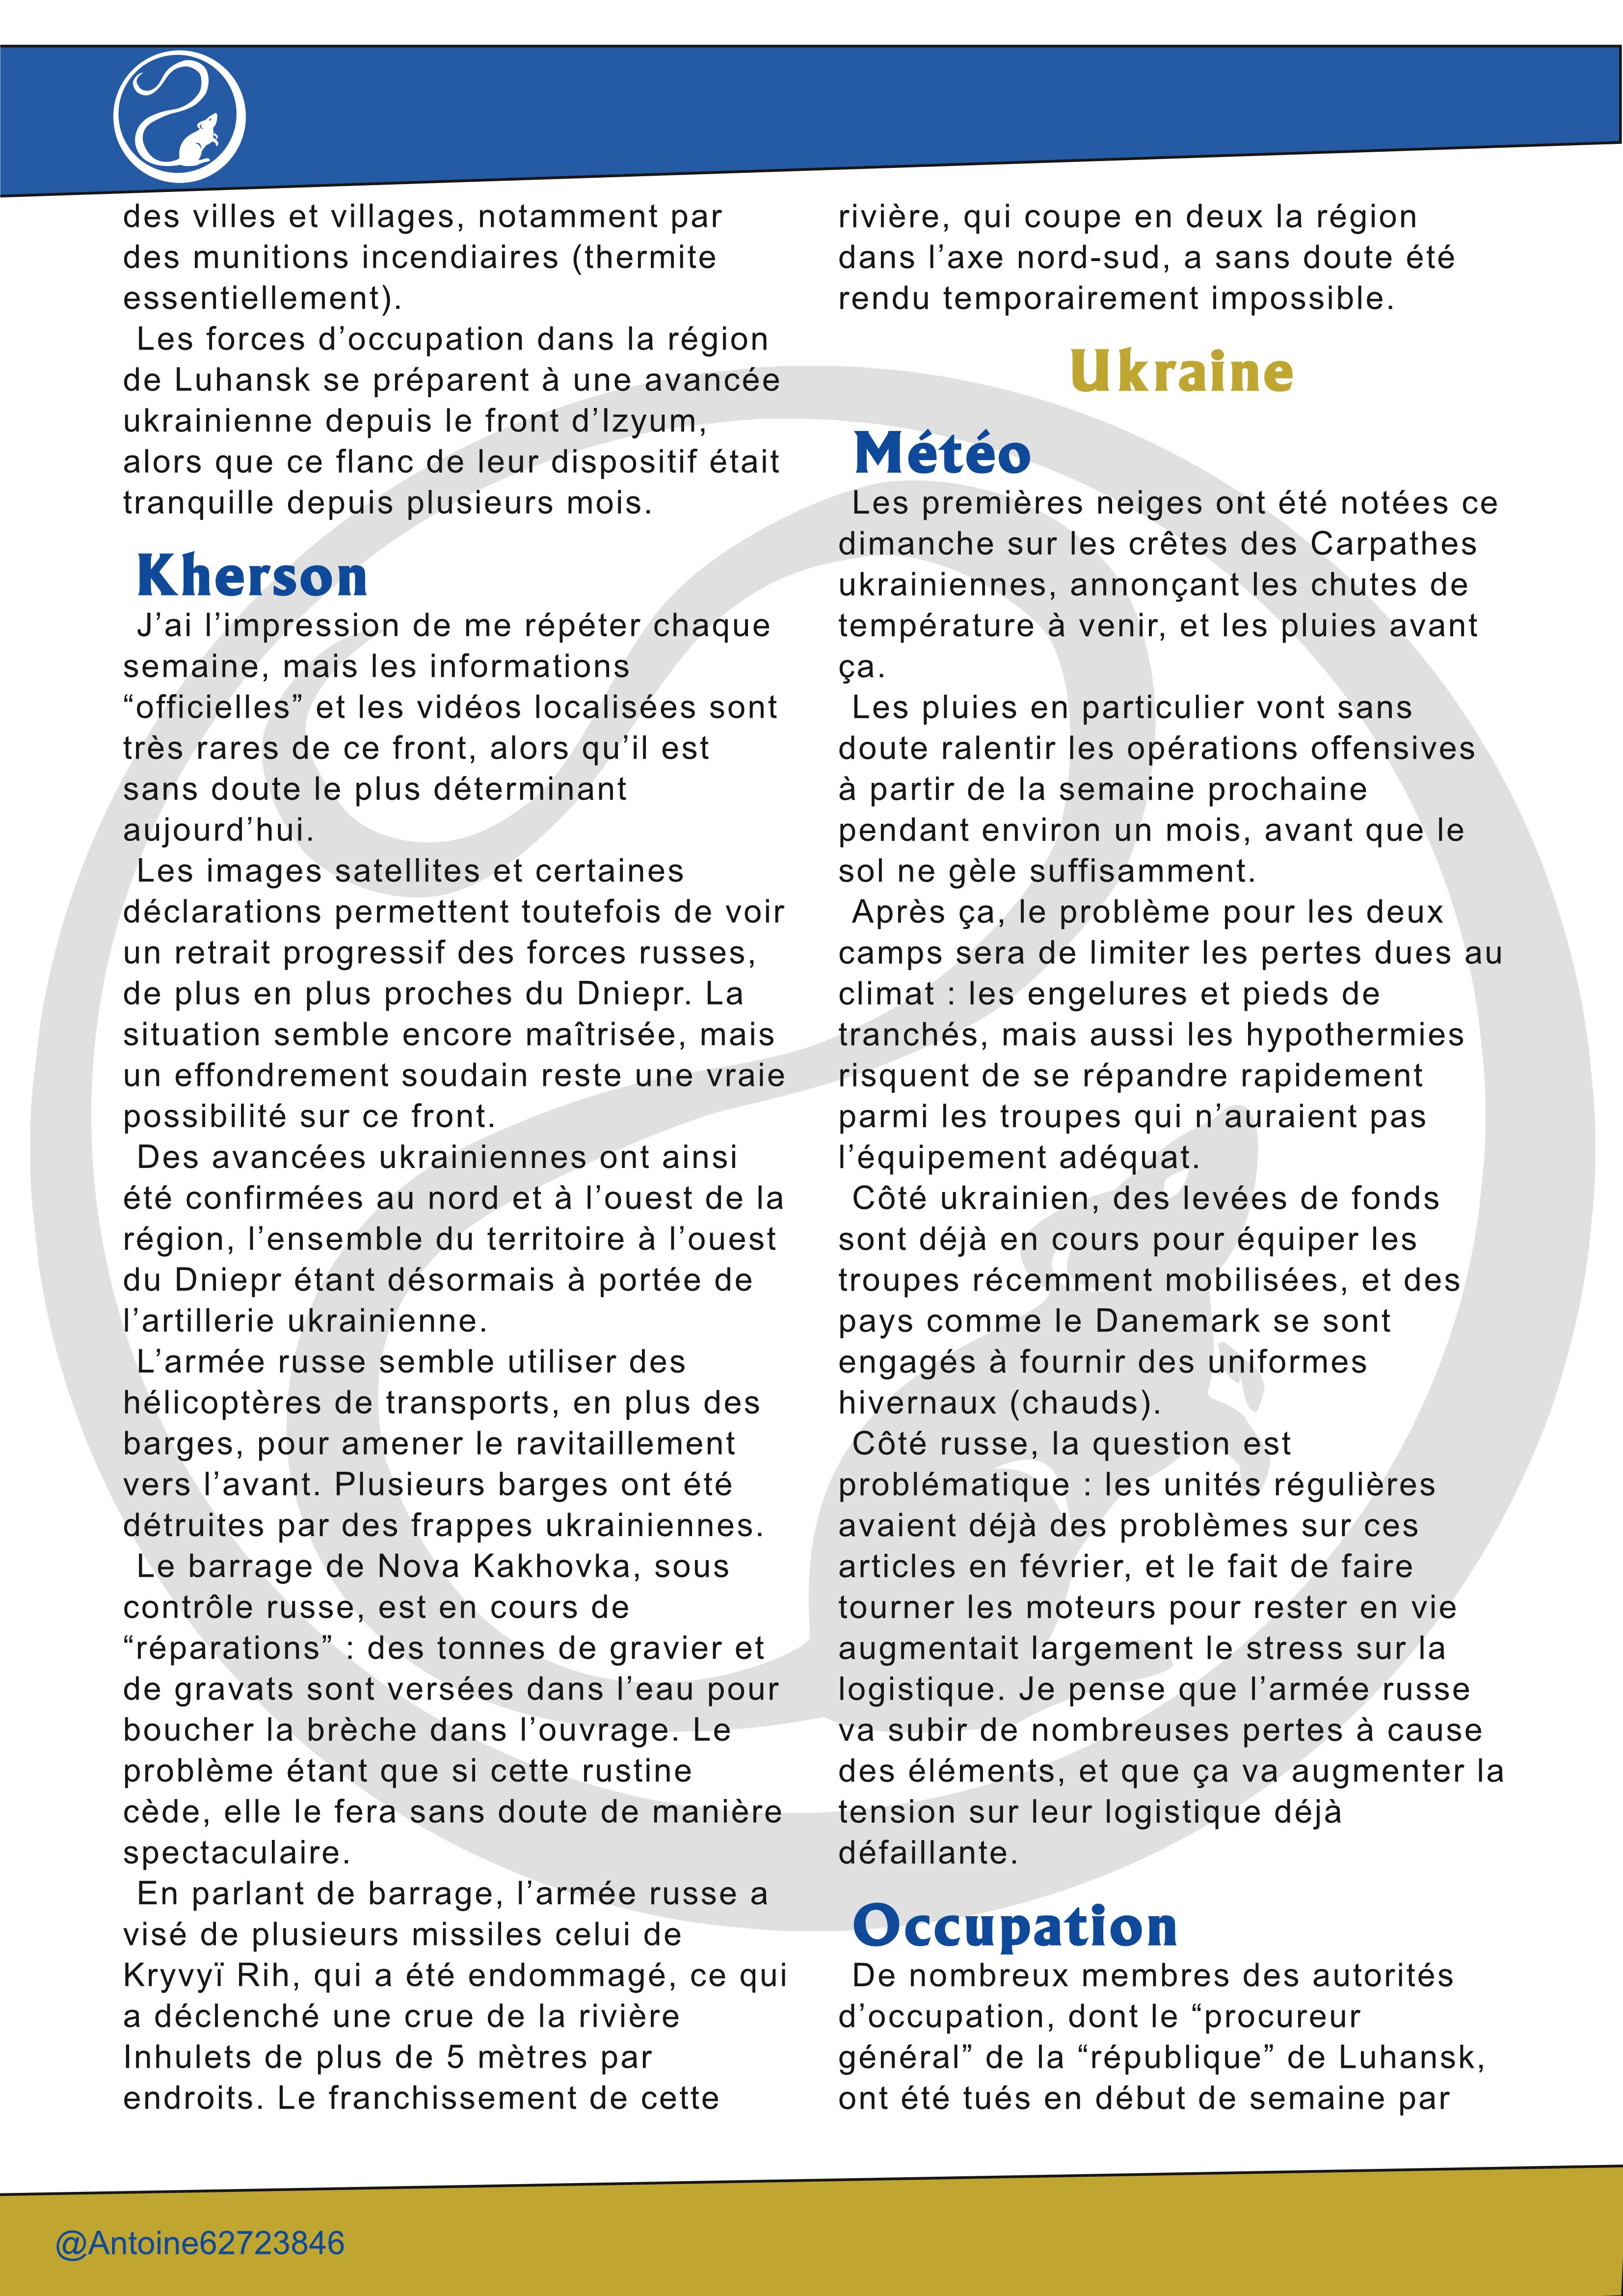 des villes et villages, notamment par
des munitions incendiaires (thermite
essentiellement).
Les forces d’occupation dans la région
de Luhansk se préparent à une avancée
ukrainienne depuis le front d’Izyum,
alors que ce flanc de leur dispositif était
tranquille depuis plusieurs mois.
Kherson
J’ai l’impression de me répéter chaque
semaine, mais les informations
“officielles” et les vidéos localisées sont
très rares de ce front, alors qu’il est
sans doute le plus déterminant
aujourd’hui.
Les images satellites et certaines
déclarations permettent toutefois de voir
un retrait progressif des forces russes,
de plus en plus proches du Dniepr. La
situation semble encore maîtrisée, mais
un effondrement soudain reste une vraie
possibilité sur ce front.
Des avancées ukrainiennes ont ainsi
été confirmées au nord et à l’ouest de la
région, l’ensemble du territoire à l’ouest
du Dniepr étant désormais à portée de
l’artillerie ukrainienne.
L’armée russe semble utiliser des
hélicoptères de transports, en plus des
barges, pour amener le ravitaillement
vers l’avant. Plusieurs barges ont été
détruites par des frappes ukrainiennes.
Le barrage de Nova Kakhovka, sous
contrôle russe, est en cours de
“réparations” : des tonnes de gravier et
de gravats sont versées dans l’eau pour
boucher la brèche dans l’ouvrage. Le
problème étant que si cette rustine
cède, elle le fera sans doute de manière
spectaculaire.
En parlant de barrage, l’armée russe a
visé de plusieurs missiles celui de
Kryvyï Rih, qui a été endommagé, ce qui
a déclenché une crue de la rivière
Inhulets de plus de 5 mètres par
endroits. Le franchissement de cette
rivière, qui coupe en deux la région
dans l’axe nord-sud, a sans doute été
rendu temporairement impossible.
Ukraine
Météo
Les premières neiges ont été notées ce
dimanche sur les crêtes des Carpathes
ukrainiennes, annonçant les chutes de
température à venir, et les pluies avant
ça.
Les pluies en particulier vont sans
doute ralentir les opérations offensives
à partir de la semaine prochaine
pendant environ un mois, avant que le
sol ne gèle suffisamment.
Après ça, le problème pour les deux
camps sera de limiter les pertes dues au
climat : les engelures et pieds de
tranchés, mais aussi les hypothermies
risquent de se répandre rapidement
parmi les troupes qui n’auraient pas
l’équipement adéquat.
Côté ukrainien, des levées de fonds
sont déjà en cours pour équiper les
troupes récemment mobilisées, et des
pays comme le Danemark se sont
engagés à fournir des uniformes
hivernaux (chauds).
Côté russe, la question est
problématique : les unités régulières
avaient déjà des problèmes sur ces
articles en février, et le fait de faire
tourner les moteurs pour rester en vie
augmentait largement le stress sur la
logistique. Je pense que l’armée russe
va subir de nombreuses pertes à cause
des éléments, et que ça va augmenter la
tension sur leur logistique déjà
défaillante.
Occupation
De nombreux membres des autorités
d’occupation, dont le “procureur
général” de la “république” de Luhansk,
ont été tués en début de semaine par
@Antoine62723846